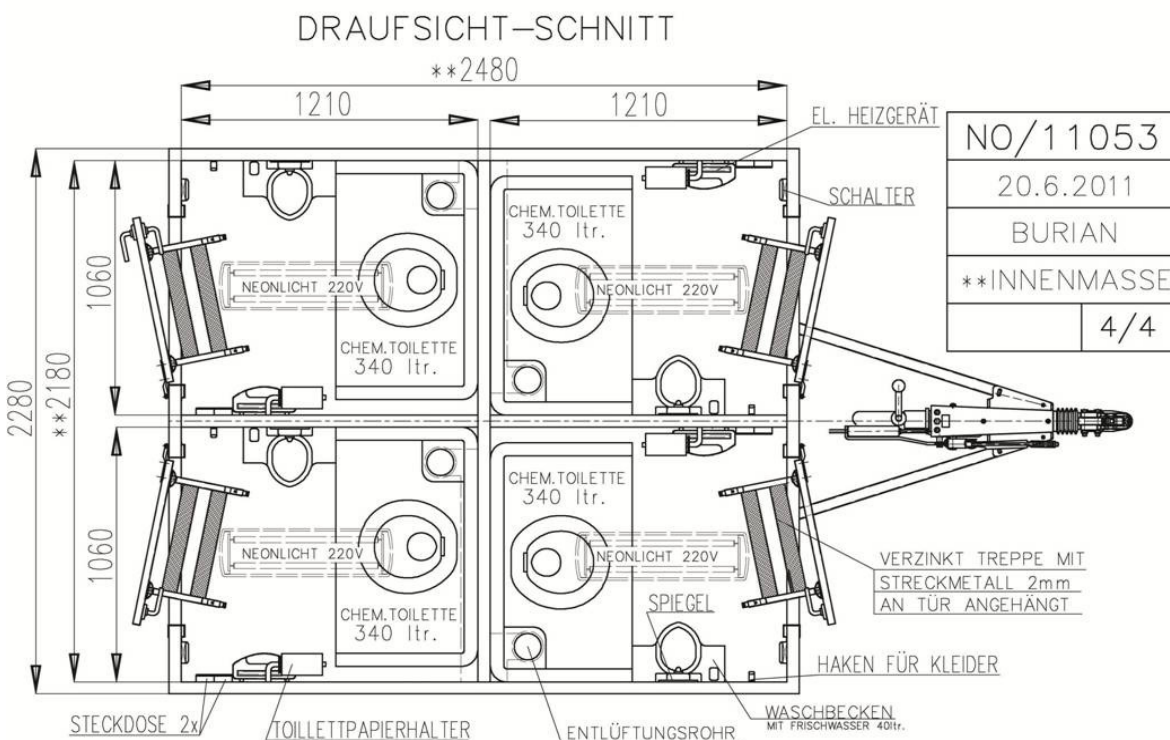 DRAUFSICHT-SCHNITT
**2480
1210
1210
EL. HEIZGERÄT
NO/11053
20.6.2011
BURIAN
**INNENMASSE
4/4
SCHALTER
2280
**2180
1060
1060
CHEM.TOILETTE
340 ltr.
NEONLICHT 220V
NEONLICHT 220V
CHEM.TOILETTE
340 ltr.
CHEM.TOILETTE
340 ltr.
NEONLICHT 220V
NEONLICHT 220V
CHEM.TOILETTE
340 ltr.
SPIEGEL
VERZINKT TREPPE MIT
STRECKMETALL 2mm
AN TÜR ANGEHÄNGT
HAKEN FÜR KLEIDER
STECKDOSE 2x
TOILLETTPAPIERHALTER
ENTLÜFTUNGSROHR
WASCHBECKEN
MIT FRISCHWASSER 40ltr.